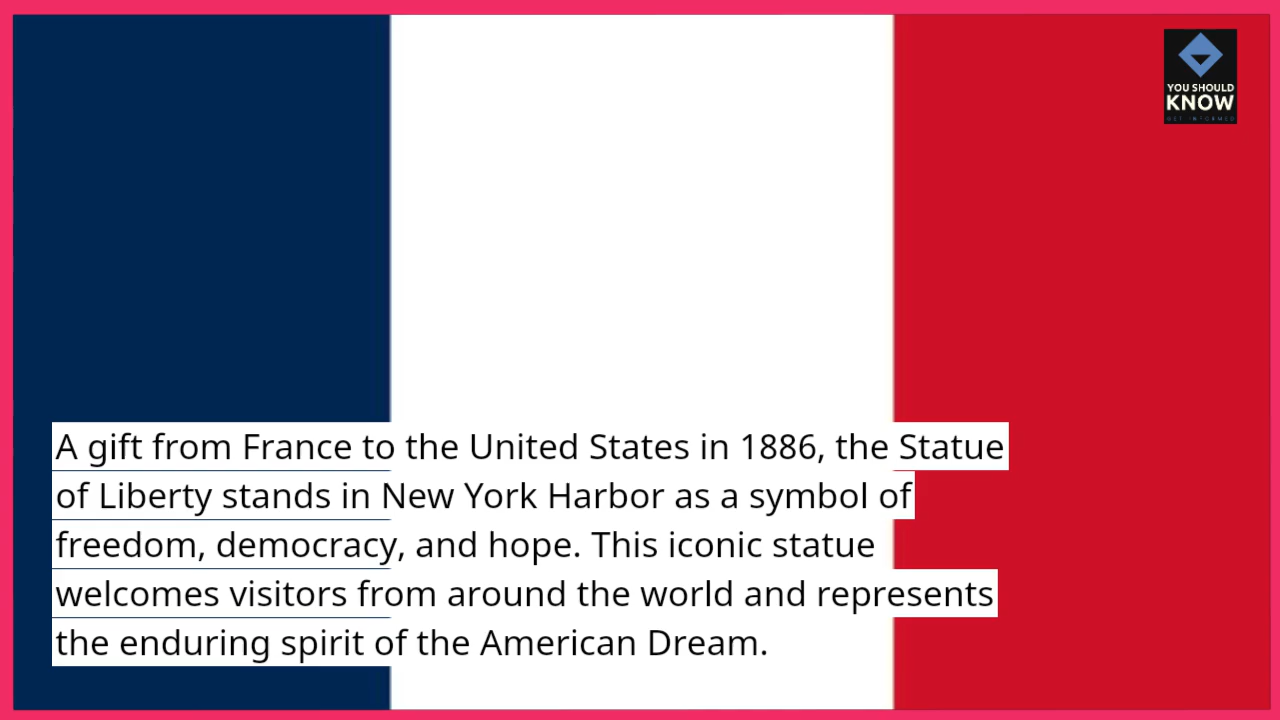 YOU SHOULD
KNOW
GET INFORMED
A gift from France to the United States in 1886, the Statue
of Liberty stands in New York Harbor as a symbol of
freedom, democracy, and hope. This iconic statue
welcomes visitors from around the world and represents
the enduring spirit of the American Dream.